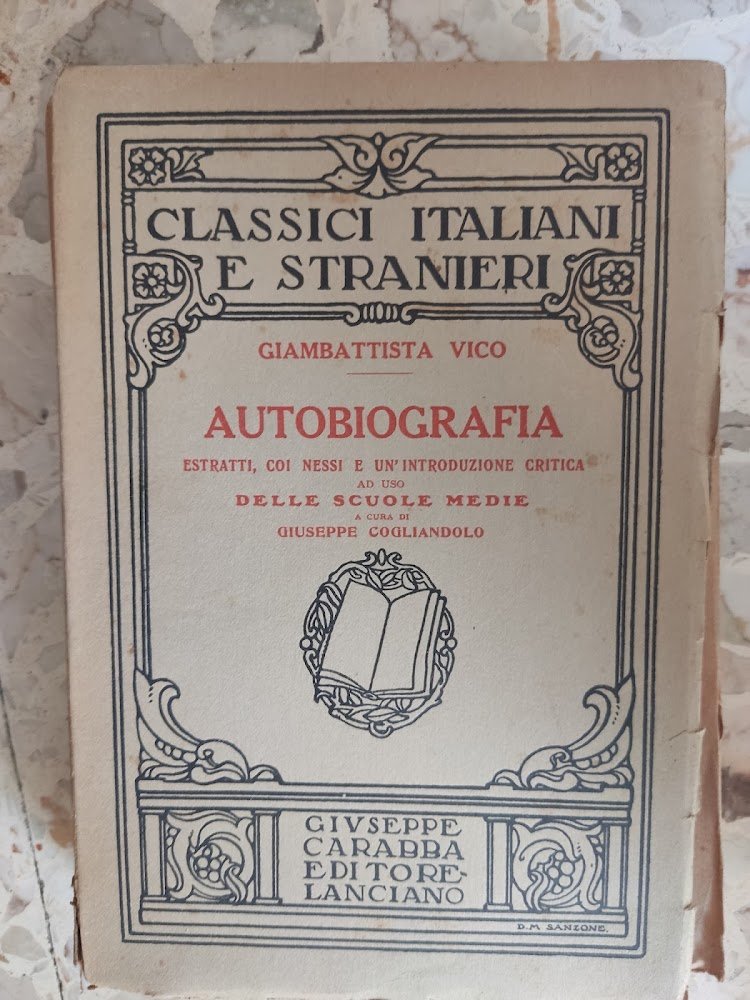 CLASSICI ITALIANI
E STRANIERI
GIAMBATTISTA VICO
AUTOBIOGRAFIA
ESTRATTI, COI NESSI E UN'INTRODUZIONE CRITICA
AD USO
DELLE SCUOLE MEDIE
A CURA DI
GIUSEPPE COGLIANDOLO
GIVSEPPE
CARABBA
EDITORE-
LANCIANO
D.M SANZONE.